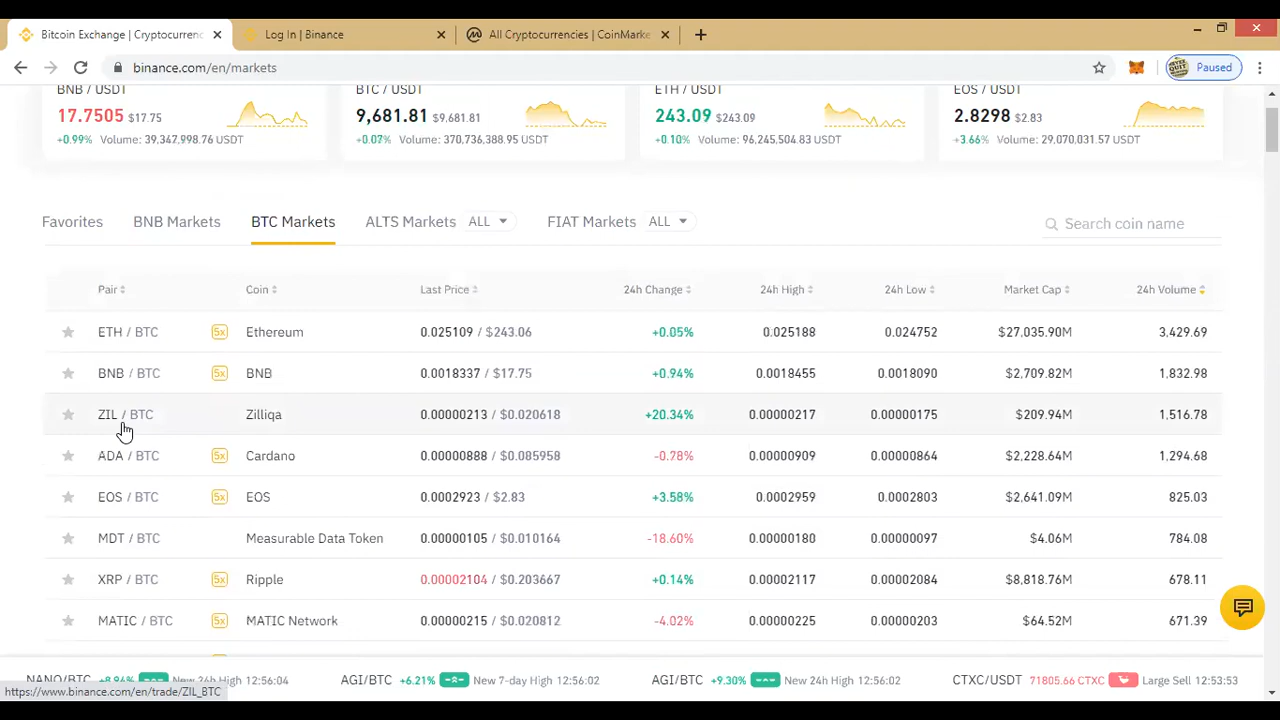 Bitcoin Exchange | Cryptocurrenc
Log In | Binance
All Cryptocurrencies | CoinMarke
binance.com/en/markets
Paused
BNB / USDT
BTC / USDT
ETH / USDT
EOS / USDT
17.7505 $17.75
9,681.81 $9,681.81
243.09 $243.09
2.8298 $2.83
+0.99% Volume: 39,347,998.76 USDT
+0.07% Volume: 370,736,388.95 USDT
+0.10% Volume: 96,245,504.83 USDT
+3.66% Volume: 29,070,031.57 USDT
Favorites BNB Markets BTC Markets ALTS Markets ALL FIAT Markets ALL Search coin name
Pair Coin Last Price 24h Change 24h High 24h Low Market Cap 24h Volume
ETH / BTC 5x Ethereum 0.025109 / $243.06 +0.05% 0.025188 0.024752 $27,035.90M 3,429.69
BNB / BTC 5x BNB 0.0018337 / $17.75 +0.94% 0.0018455 0.0018090 $2,709.82M 1,832.98
ZIL / BTC Zilliqa 0.00000213 / $0.020618 +20.34% 0.00000217 0.00000175 $209.94M 1,516.78
ADA / BTC 5x Cardano 0.00000888 / $0.085958 -0.78% 0.00000909 0.00000864 $2,228.64M 1,294.68
EOS / BTC 5x EOS 0.0002923 / $2.83 +3.58% 0.0002959 0.0002803 $2,641.09M 825.03
MDT / BTC Measurable Data Token 0.00000105 / $0.010164 -18.60% 0.00000180 0.00000097 $4.06M 784.08
XRP / BTC 5x Ripple 0.00002104 / $0.203667 +0.14% 0.00002117 0.00002084 $8,818.76M 678.11
MATIC / BTC 5x MATIC Network 0.00000215 / $0.020812 -4.02% 0.00000225 0.00000203 $64.52M 671.39
NANO/BTC +8.96% New 24h High 12:56:04
AGI/BTC +6.21% New 7-day High 12:56:02
AGI/BTC +9.30% New 24h High 12:56:02
CTXC/USDT 71805.66 CTXC Large Sell 12:53:53
https://www.binance.com/en/trade/ZIL_BTC